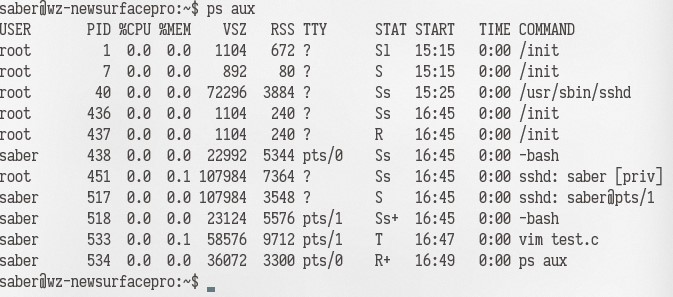 saber@wz-newsurfacepro:~$ ps aux
USER PID %CPU %MEM VSZ RSS TTY STAT START TIME COMMAND
root 1 0.0 0.0 1104 672 ? Sl 15:15 0:00 /init
root 7 0.0 0.0 892 80 ? S 15:15 0:00 /init
root 40 0.0 0.0 72296 3884 ? Ss 15:25 0:00 /usr/sbin/sshd
root 436 0.0 0.0 1104 240 ? Ss 16:45 0:00 /init
root 437 0.0 0.0 1104 240 ? R 16:45 0:00 /init
saber 438 0.0 0.0 22992 5344 pts/0 Ss 16:45 0:00 -bash
root 451 0.0 0.1 107984 7364 ? Ss 16:45 0:00 sshd: saber [priv]
saber 517 0.0 0.0 107984 3548 ? S 16:45 0:00 sshd: saber@pts/1
saber 518 0.0 0.0 23124 5576 pts/1 Ss+ 16:45 0:00 -bash
saber 533 0.0 0.1 58576 9712 pts/1 T 16:47 0:00 vim test.c
saber 534 0.0 0.0 36072 3300 pts/0 R+ 16:49 0:00 ps aux
saber@wz-newsurfacepro:~$